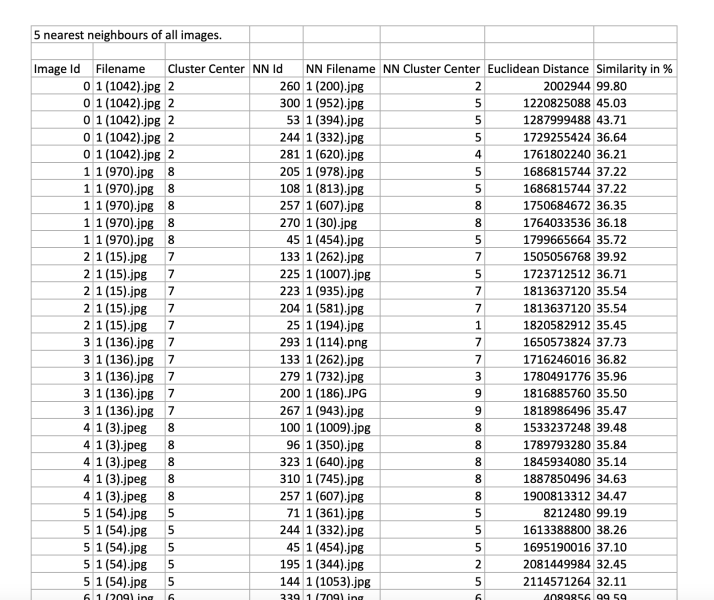 5 nearest neighbours of all images.
Image Id Filename Cluster Center NN Id NN Filename NN Cluster Center Euclidean Distance Similarity in %
0 1 (1042).jpg 2 260 1 (200).jpg 2 2002944 99.80
0 1 (1042).jpg 2 300 1 (952).jpg 5 1220825088 45.03
0 1 (1042).jpg 2 53 1 (394).jpg 5 1287999488 43.71
0 1 (1042).jpg 2 244 1 (332).jpg 5 1729255424 36.64
0 1 (1042).jpg 2 281 1 (620).jpg 4 1761802240 36.21
1 1 (970).jpg 8 205 1 (978).jpg 5 1686815744 37.22
1 1 (970).jpg 8 108 1 (813).jpg 5 1686815744 37.22
1 1 (970).jpg 8 257 1 (607).jpg 8 1750684672 36.35
1 1 (970).jpg 8 270 1 (30).jpg 8 1764033536 36.18
1 1 (970).jpg 8 45 1 (454).jpg 5 1799665664 35.72
2 1 (15).jpg 7 133 1 (262).jpg 7 1505056768 39.92
2 1 (15).jpg 7 225 1 (1007).jpg 5 1723712512 36.71
2 1 (15).jpg 7 223 1 (935).jpg 7 1813637120 35.54
2 1 (15).jpg 7 204 1 (581).jpg 7 1813637120 35.54
2 1 (15).jpg 7 25 1 (194).jpg 1 1820582912 35.45
3 1 (136).jpg 7 293 1 (114).png 7 1650573824 37.73
3 1 (136).jpg 7 133 1 (262).jpg 7 1716246016 36.82
3 1 (136).jpg 7 279 1 (732).jpg 3 1780491776 35.96
3 1 (136).jpg 7 200 1 (186).JPG 9 1816885760 35.50
3 1 (136).jpg 7 267 1 (943).jpg 9 1818986496 35.47
4 1 (3).jpeg 8 100 1 (1009).jpg 8 1533237248 39.48
4 1 (3).jpeg 8 96 1 (350).jpg 8 1789793280 35.84
4 1 (3).jpeg 8 323 1 (640).jpg 8 1845934080 35.14
4 1 (3).jpeg 8 310 1 (745).jpg 8 1887850496 34.63
4 1 (3).jpeg 8 257 1 (607).jpg 8 1900813312 34.47
5 1 (54).jpg 5 71 1 (361).jpg 5 8212480 99.19
5 1 (54).jpg 5 244 1 (332).jpg 5 1613388800 38.26
5 1 (54).jpg 5 45 1 (454).jpg 5 1695190016 37.10
5 1 (54).jpg 5 195 1 (344).jpg 2 2081449984 32.45
5 1 (54).jpg 5 144 1 (1053).jpg 5 2114571264 32.11
6 1 (209).jpg 6 339 1 (709).jpg 6 4089856 99.59